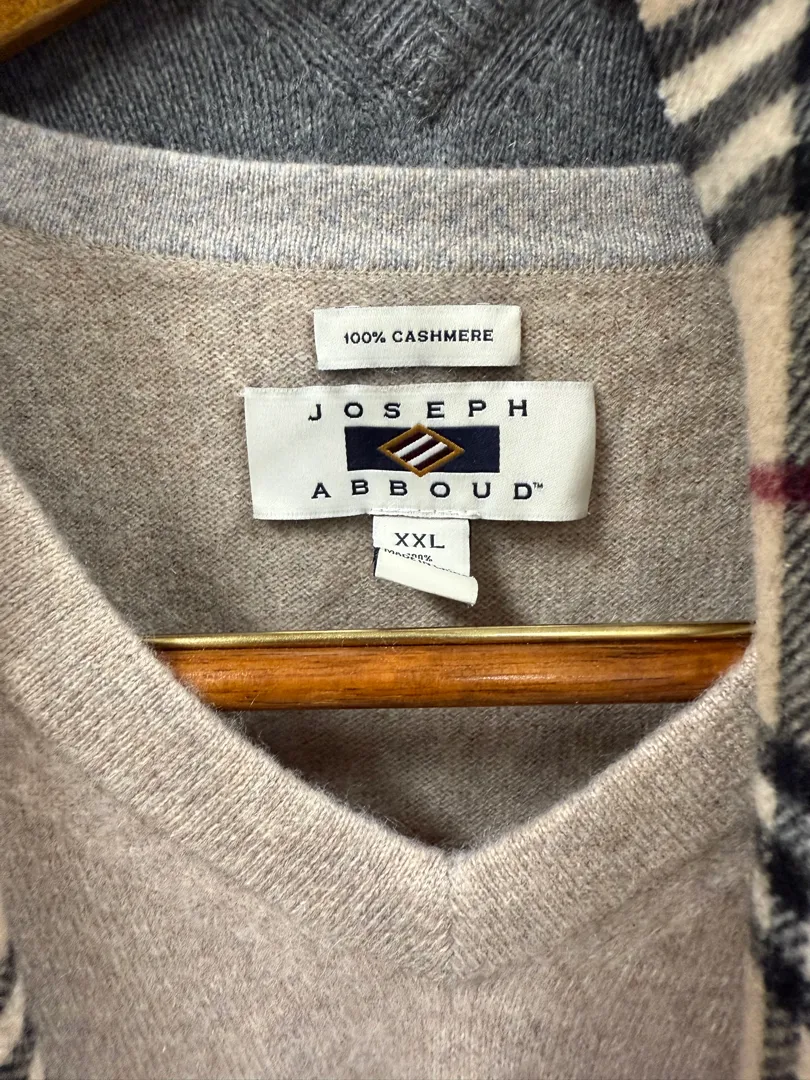 100% CASHMERE
JOSEPH
ABBOUD™
XXL